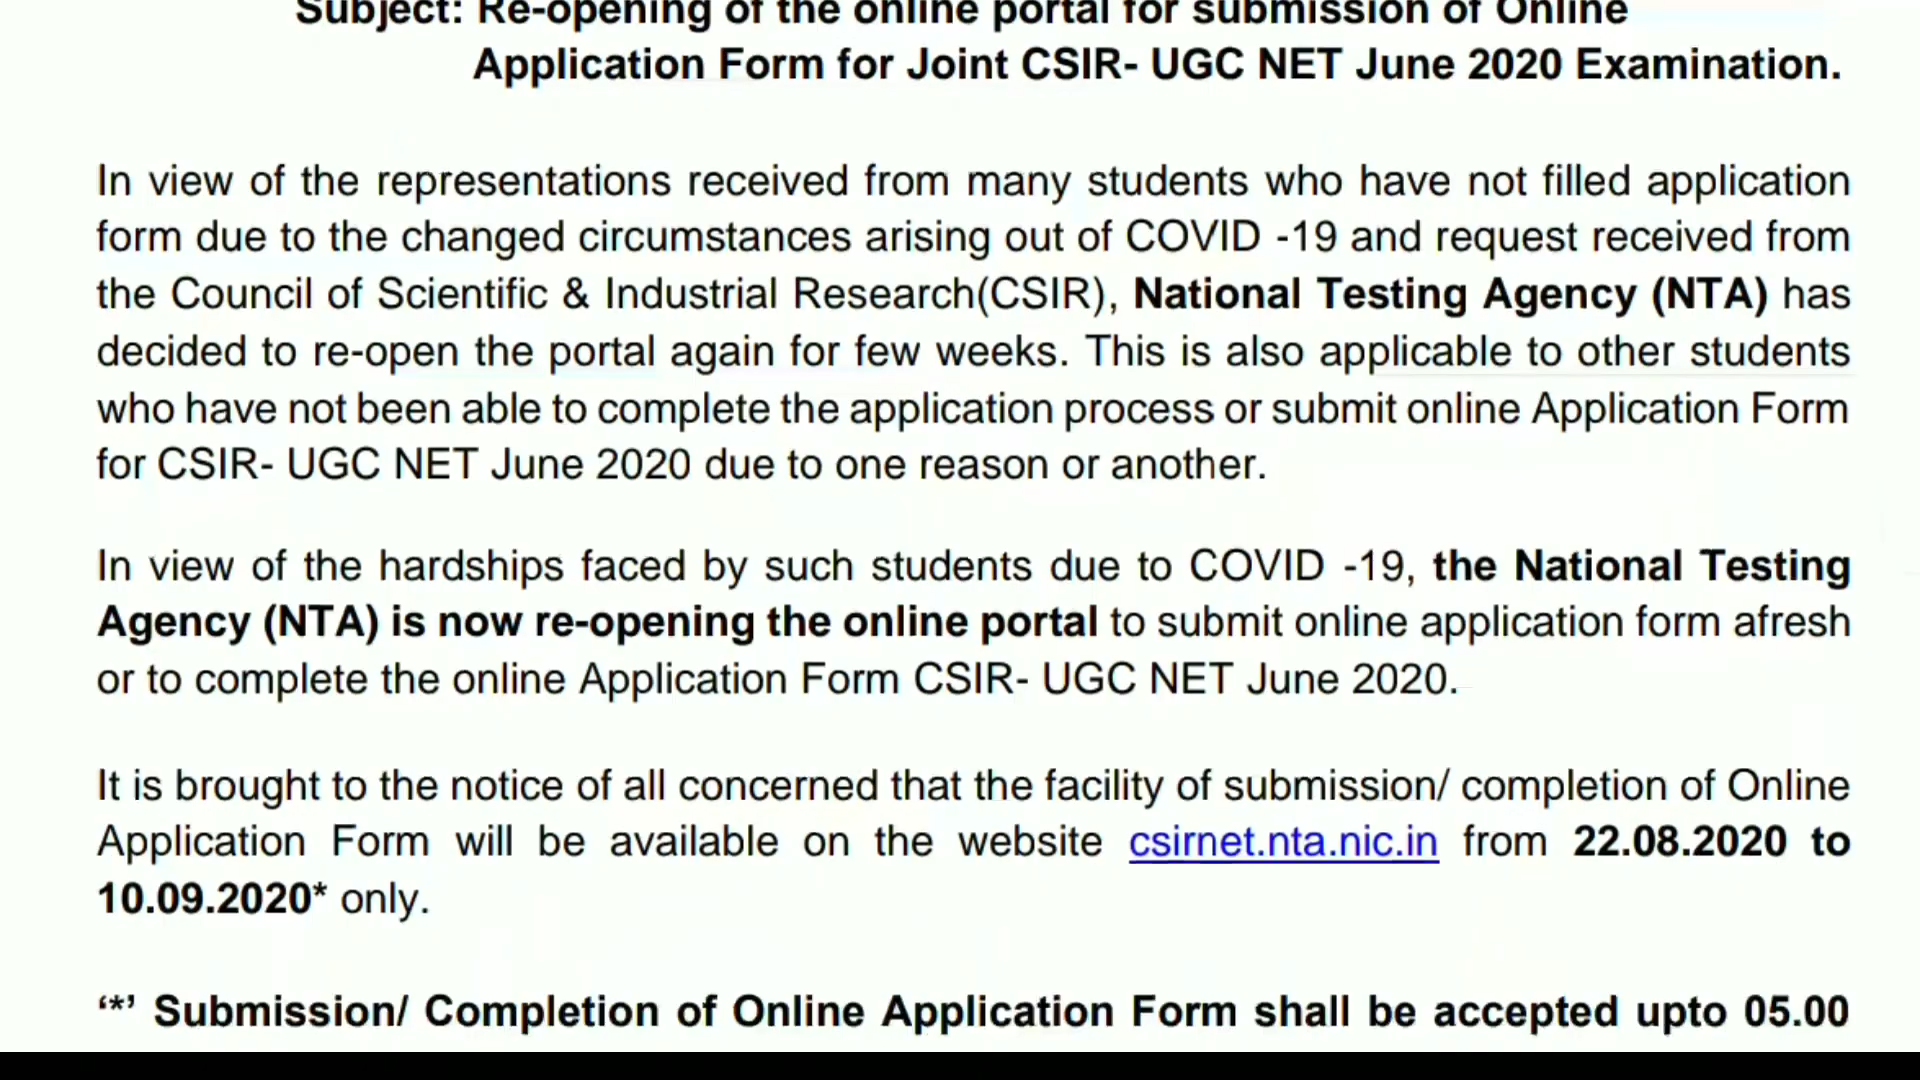 Subject: Re-opening of the online portal for submission of Online
Application Form for Joint CSIR- UGC NET June 2020 Examination.
In view of the representations received from many students who have not filled application
form due to the changed circumstances arising out of COVID -19 and request received from
the Council of Scientific & Industrial Research(CSIR), National Testing Agency (NTA) has
decided to re-open the portal again for few weeks. This is also applicable to other students
who have not been able to complete the application process or submit online Application Form
for CSIR- UGC NET June 2020 due to one reason or another.
In view of the hardships faced by such students due to COVID -19, the National Testing
Agency (NTA) is now re-opening the online portal to submit online application form afresh
or to complete the online Application Form CSIR- UGC NET June 2020.
It is brought to the notice of all concerned that the facility of submission/ completion of Online
Application Form will be available on the website csirnet.nta.nic.in from 22.08.2020 to
10.09.2020* only.
‘*’ Submission/ Completion of Online Application Form shall be accepted upto 05.00